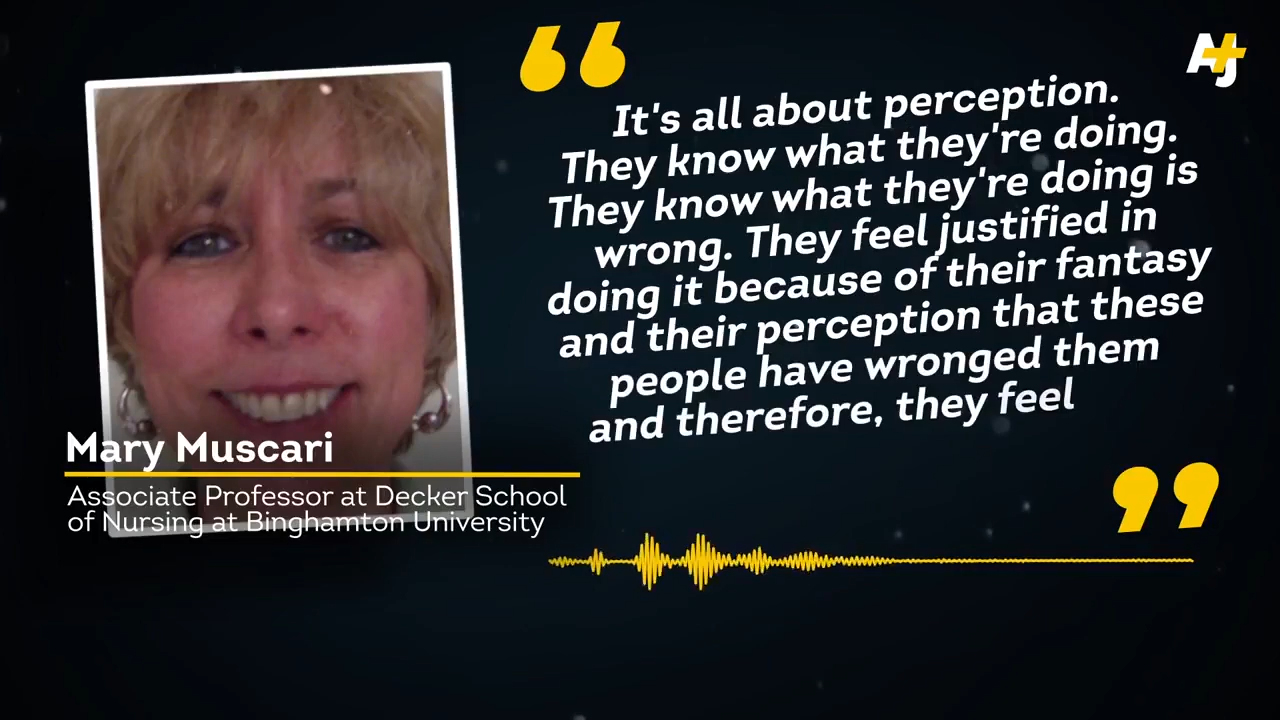 AJ+
“
It's all about perception.
They know what they're doing.
They know what they're doing is
wrong. They feel justified in
doing it because of their fantasy
and their perception that these
people have wronged them
and therefore, they feel
”
Mary Muscari
Associate Professor at Decker School
of Nursing at Binghamton University